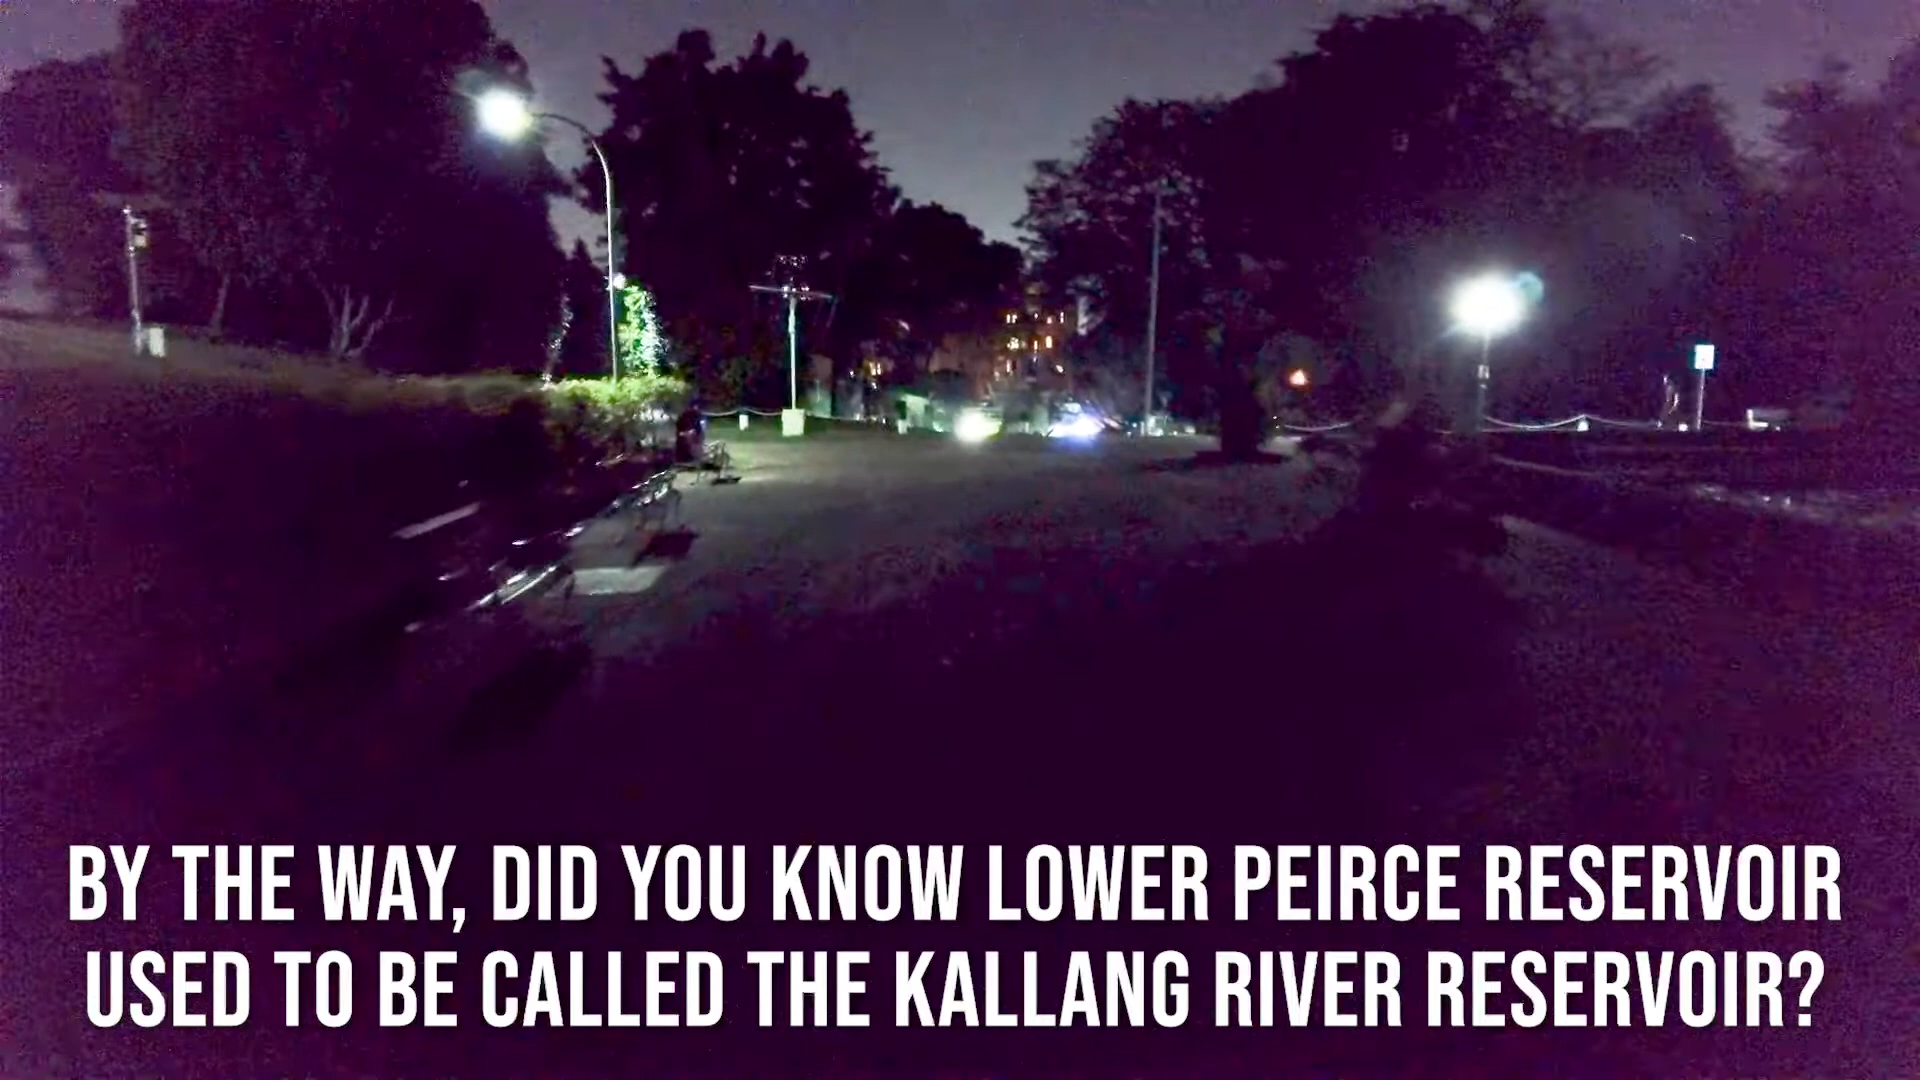 BY THE WAY, DID YOU KNOW LOWER PEIRCE RESERVOIR
USED TO BE CALLED THE KALLANG RIVER RESERVOIR?